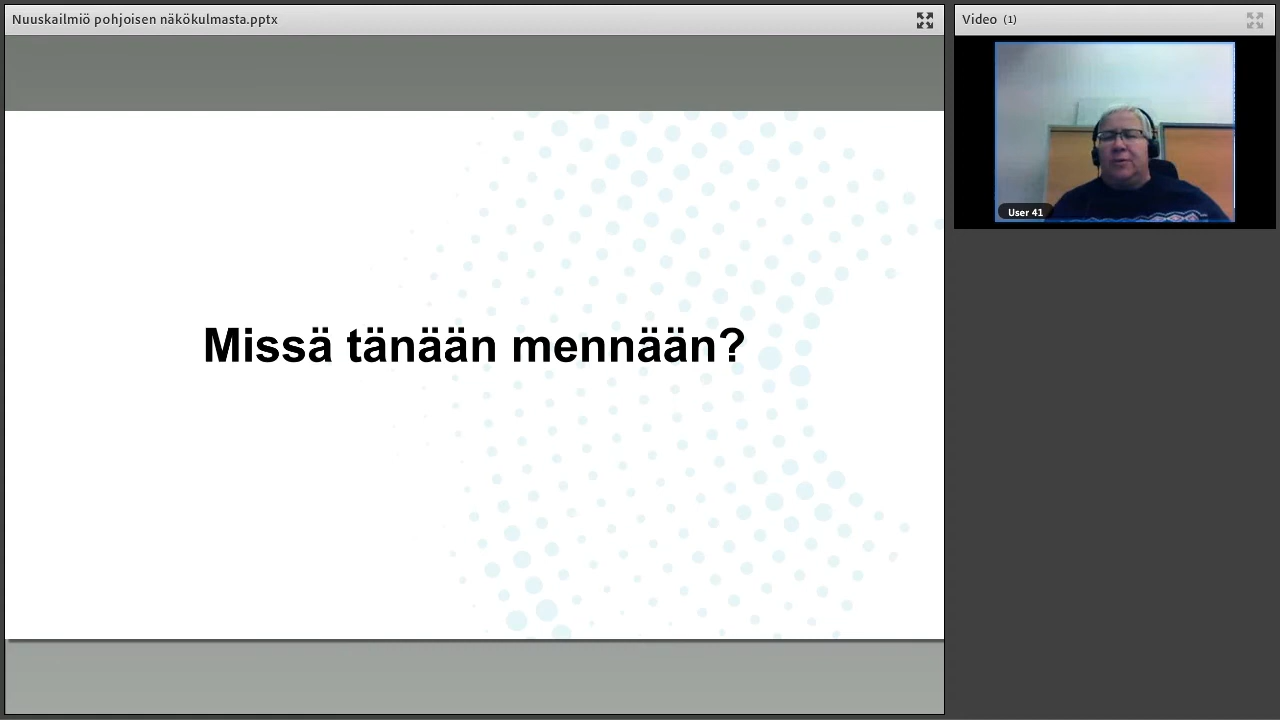 Nuuskailmiö pohjoisen näkökulmasta.pptx
Video (1)
User 41
Missä tänään mennään?